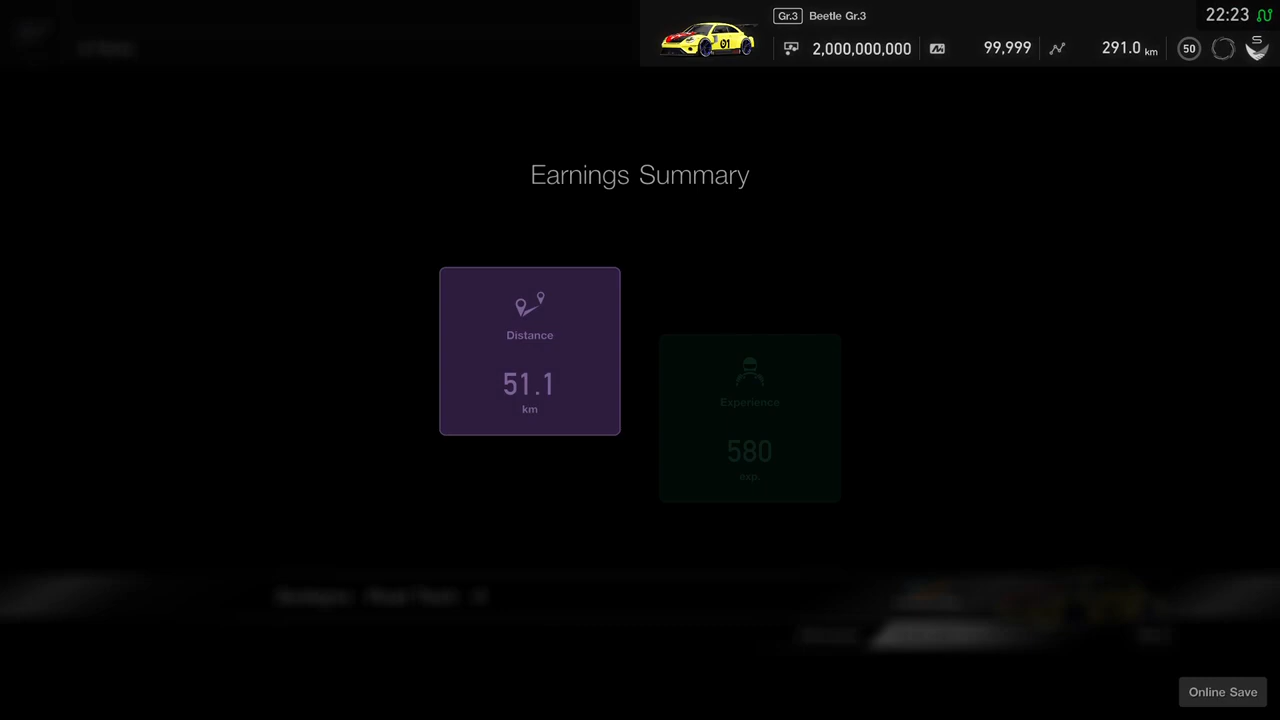 Gr.3 Beetle Gr.3
22:23
2,000,000,000
99,999
291.0 km
50
S
Earnings Summary
Distance
51.1
km
Experience
580
exp.
Online Save